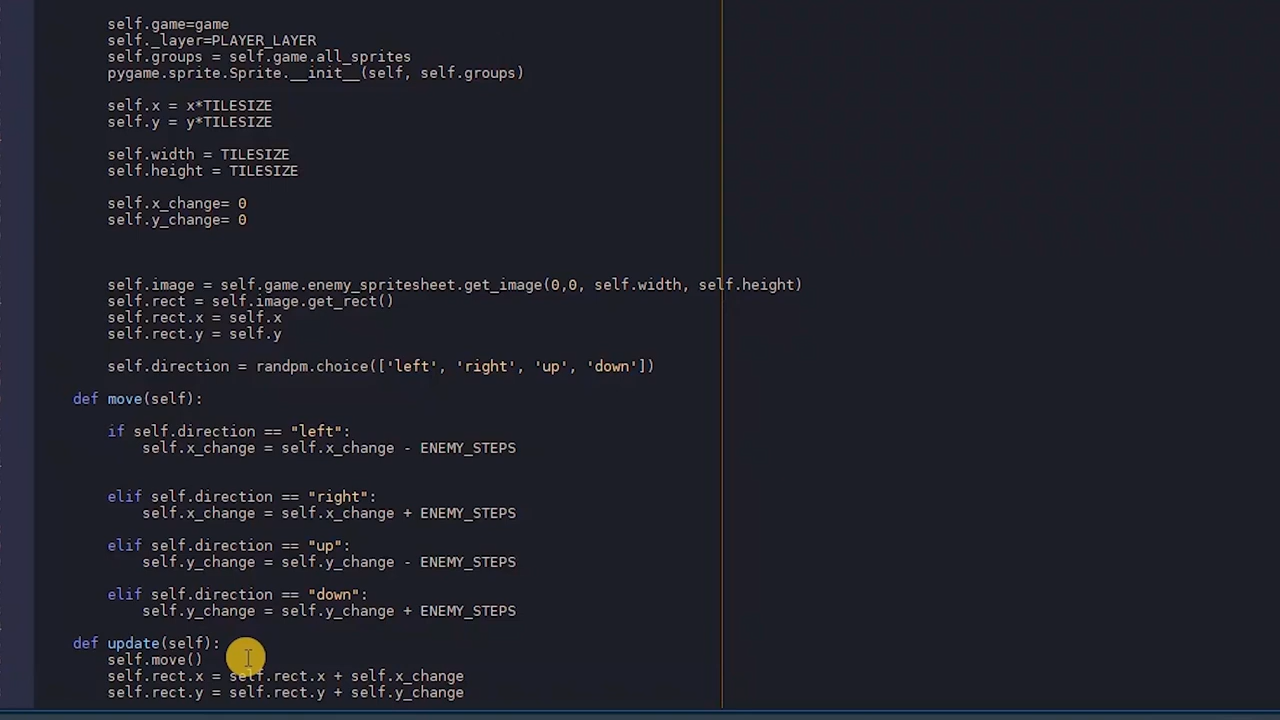 self.game=game
self._layer=PLAYER_LAYER
self.groups = self.game.all_sprites
pygame.sprite.Sprite.__init__(self, self.groups)
self.x = x*TILESIZE
self.y = y*TILESIZE
self.width = TILESIZE
self.height = TILESIZE
self.x_change= 0
self.y_change= 0
self.image = self.game.enemy_spritesheet.get_image(0,0, self.width, self.height)
self.rect = self.image.get_rect()
self.rect.x = self.x
self.rect.y = self.y
self.direction = randpm.choice(['left', 'right', 'up', 'down'])
def move(self):
if self.direction == "left":
self.x_change = self.x_change - ENEMY_STEPS
elif self.direction == "right":
self.x_change = self.x_change + ENEMY_STEPS
elif self.direction == "up":
self.y_change = self.y_change - ENEMY_STEPS
elif self.direction == "down":
self.y_change = self.y_change + ENEMY_STEPS
def update(self):
self.move()
self.rect.x = self.rect.x + self.x_change
self.rect.y = self.rect.y + self.y_change